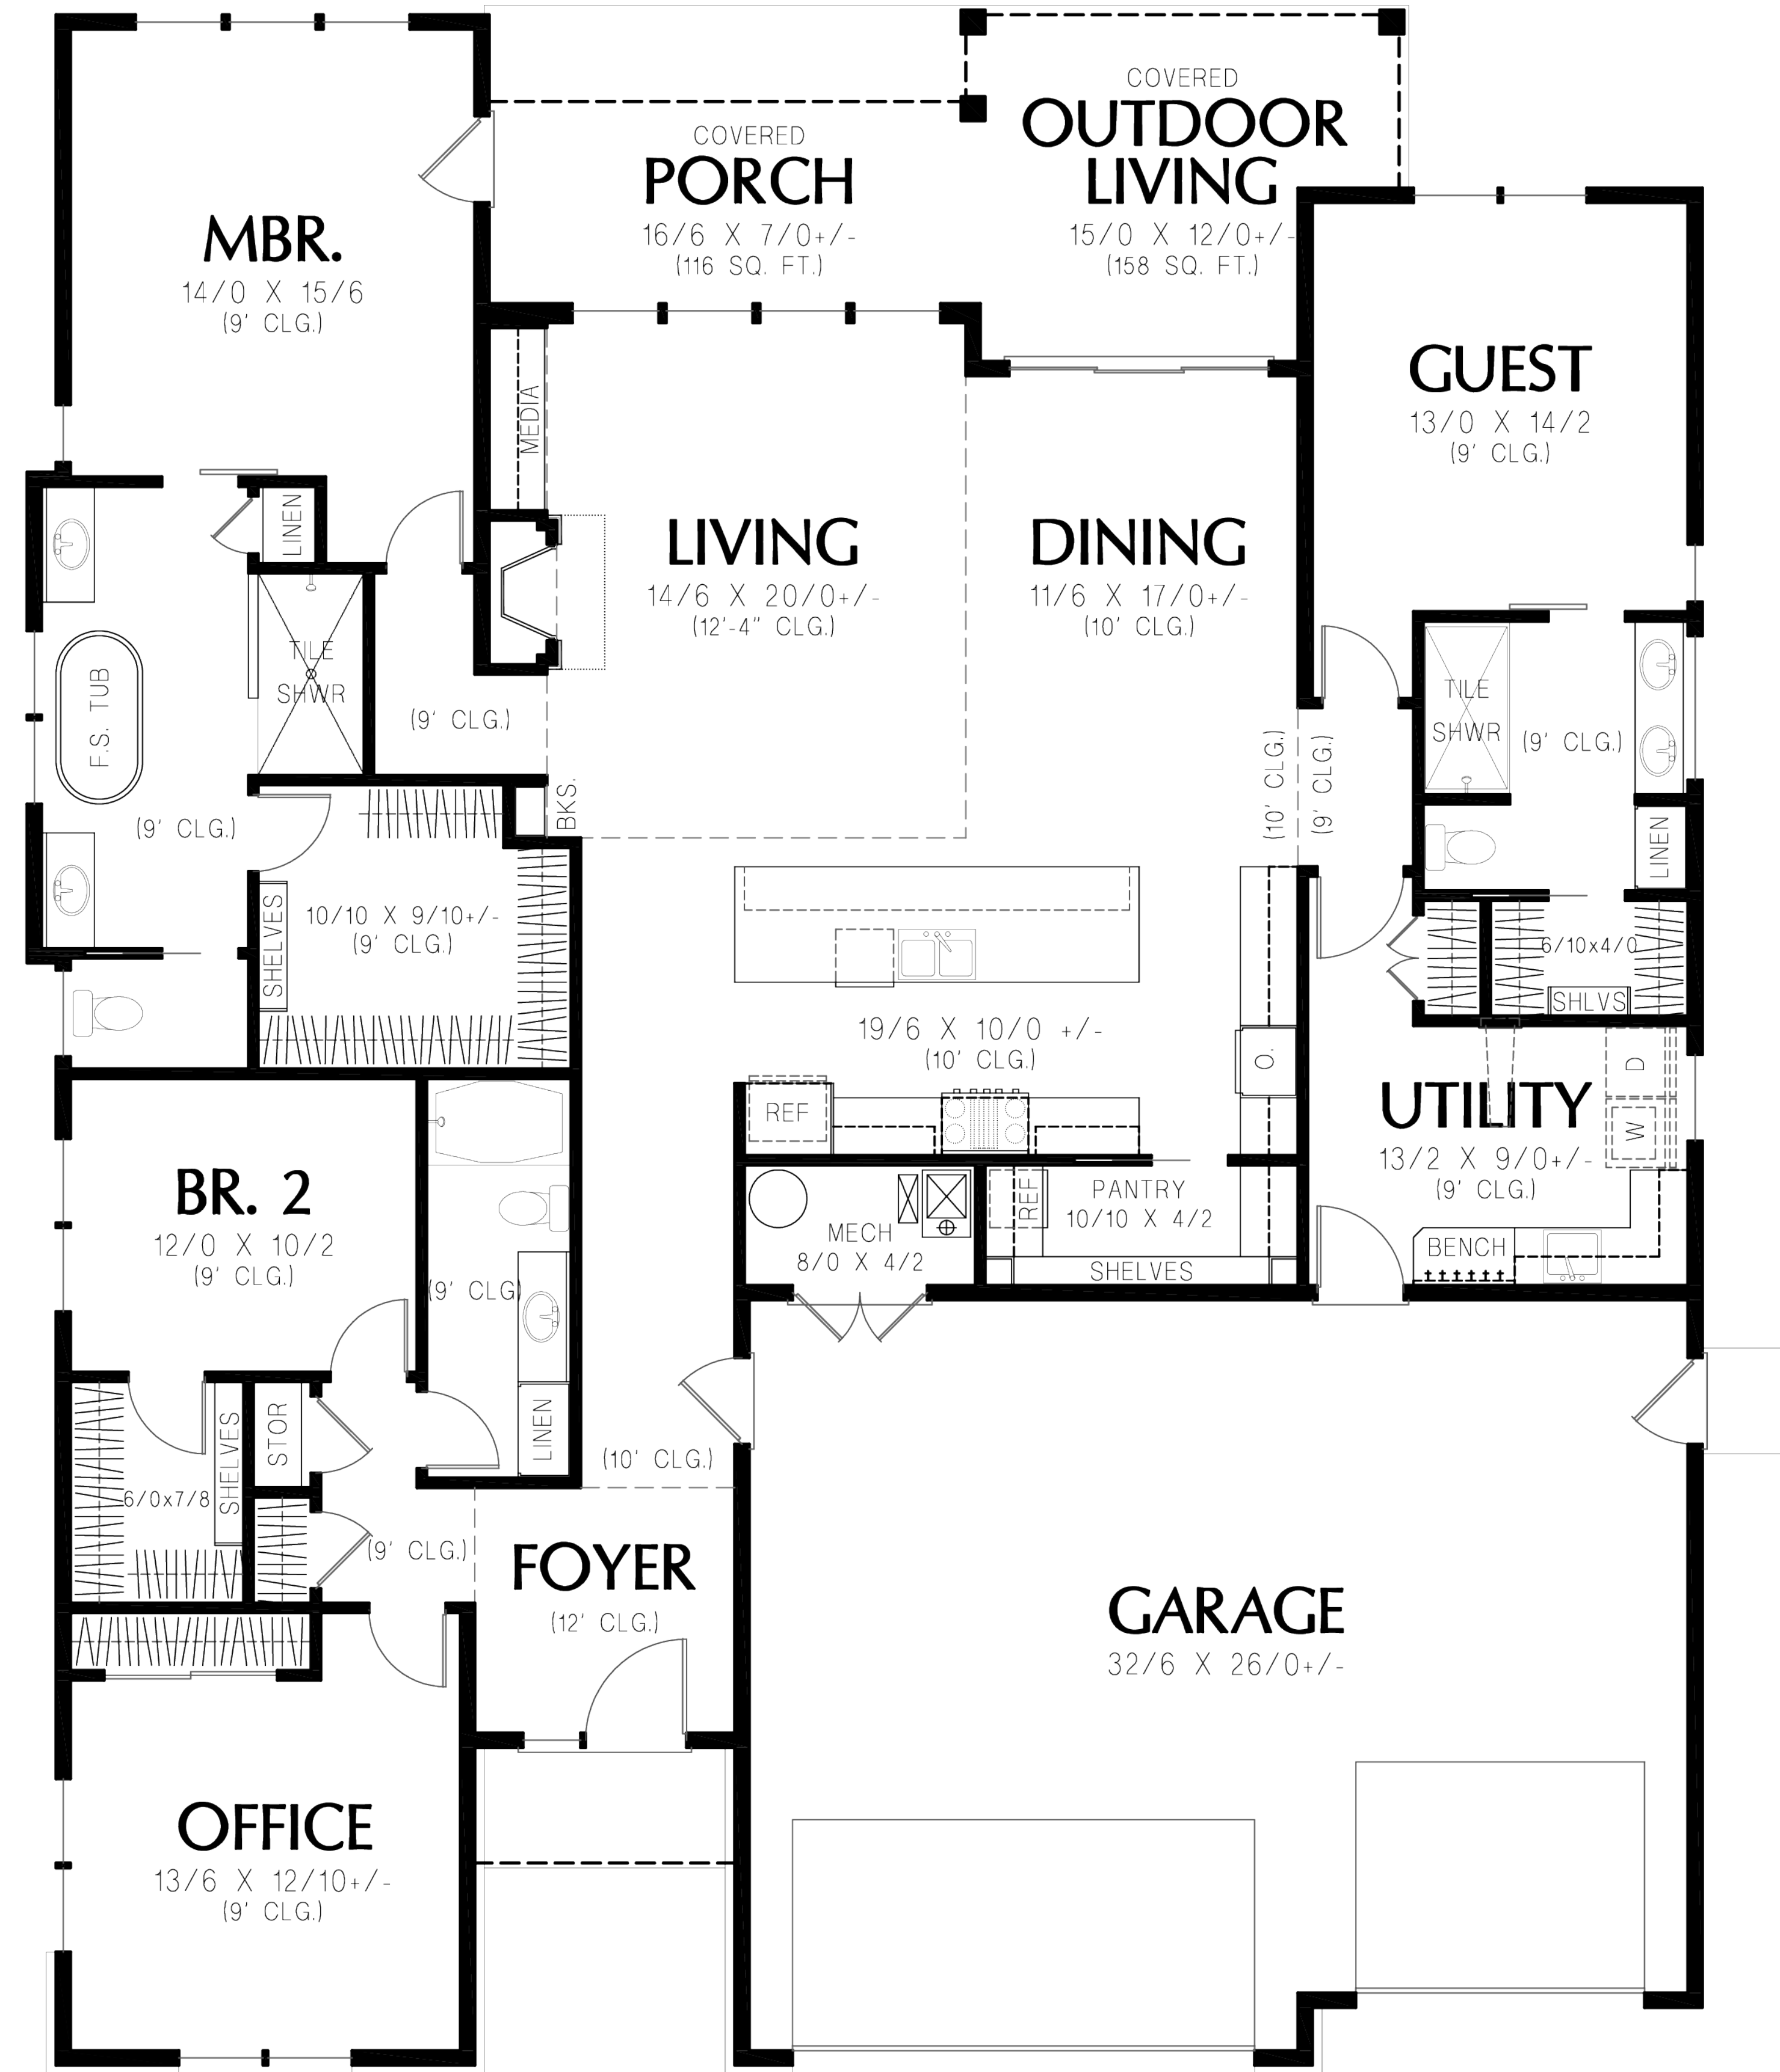 COVERED
OUTDOOR
LIVING
15/0 X 12/0+/-
(158 SQ. FT.)
COVERED
PORCH
16/6 X 7/0+/-
(116 SQ. FT.)
MBR.
14/0 X 15/6
(9' CLG.)
GUEST
13/0 X 14/2
(9' CLG.)
MEDIA
LINEN
LIVING
14/6 X 20/0+/-
(12'-4" CLG.)
DINING
11/6 X 17/0+/-
(10' CLG.)
TILE
SHWR
F.S. TUB
(9' CLG.)
TILE
SHWR
(9' CLG.)
(10' CLG.)
(9' CLG.)
BKS.
(9' CLG.)
LINEN
SHELVES
10/10 X 9/10+/-
(9' CLG.)
6/10x4/0
SHLVS
19/6 X 10/0 +/-
(10' CLG.)
O.
D
W
REF
UTILITY
13/2 X 9/0+/-
(9' CLG.)
BR. 2
12/0 X 10/2
(9' CLG.)
REF
PANTRY
10/10 X 4/2
MECH
8/0 X 4/2
SHELVES
BENCH
(9' CLG)
STOR
SHELVES
LINEN
(10' CLG.)
6/0x7/8
(9' CLG.)
FOYER
(12' CLG.)
GARAGE
32/6 X 26/0+/-
OFFICE
13/6 X 12/10+/-
(9' CLG.)